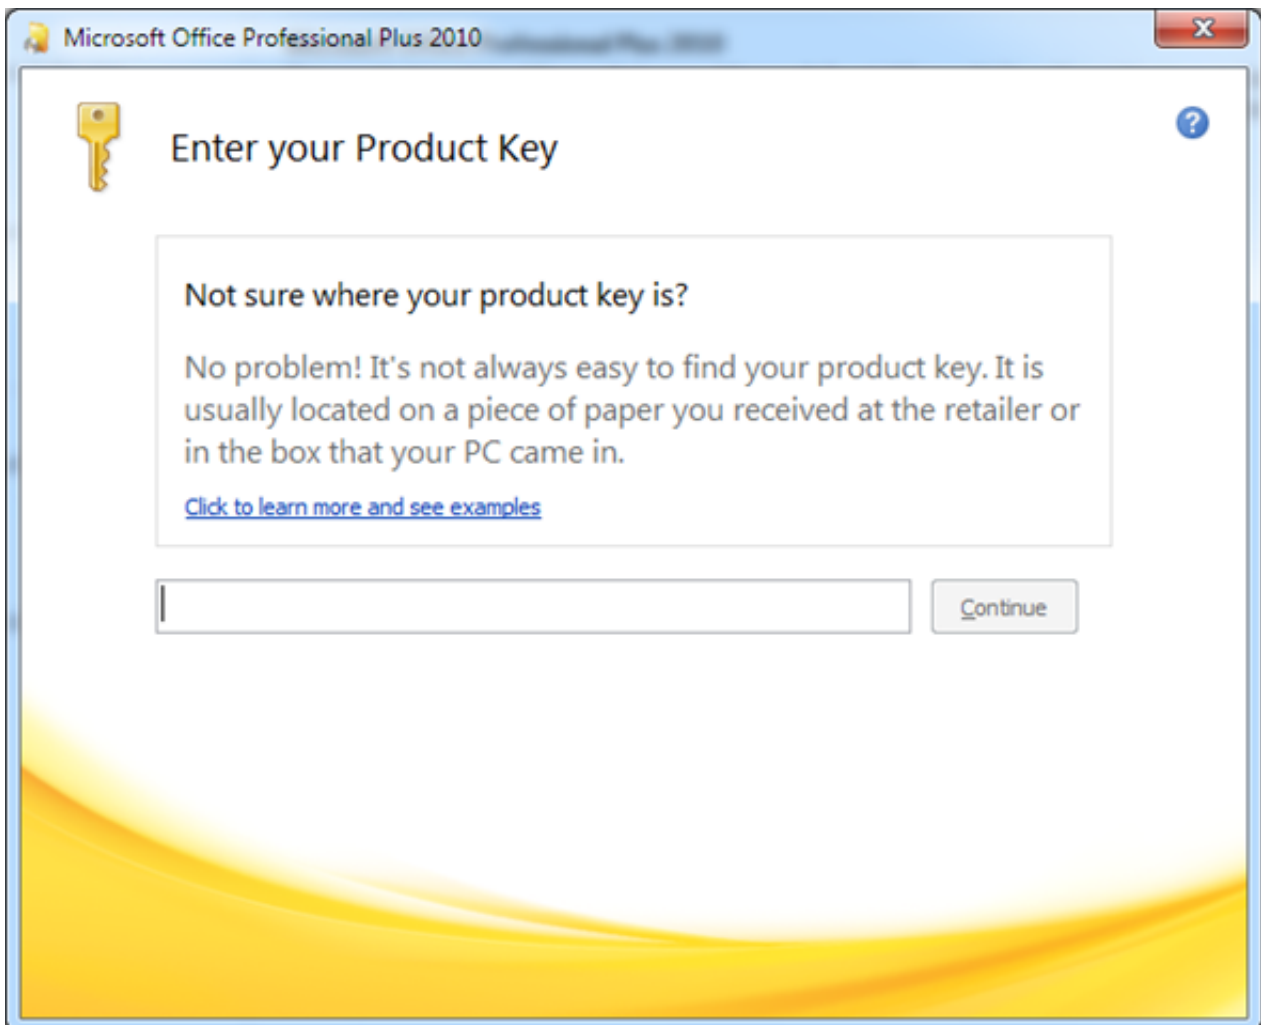 Microsoft Office Professional Plus 2010
Enter your Product Key
Not sure where your product key is?
No problem! It's not always easy to find your product key. It is
usually located on a piece of paper you received at the retailer or
in the box that your PC came in.
Click to learn more and see examples
Continue